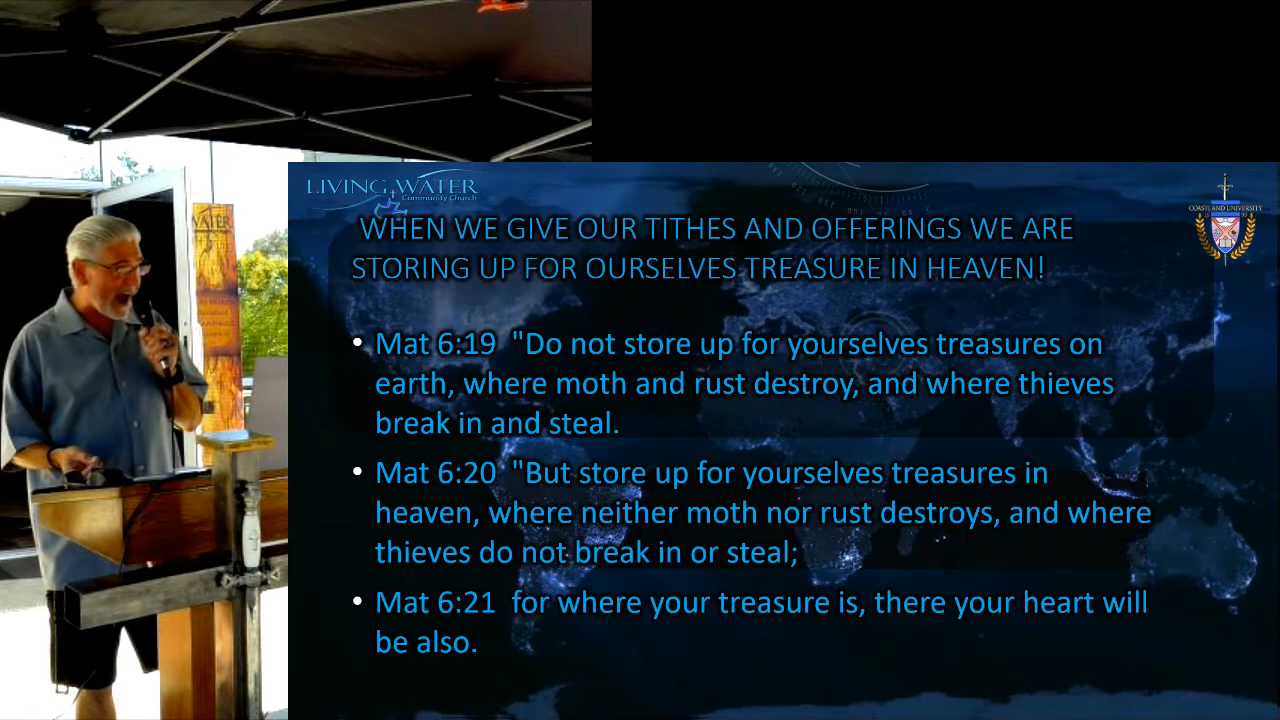 LIVING WATER
Community Church
COASTLAND UNIVERSITY
WHEN WE GIVE OUR TITHES AND OFFERINGS WE ARE
STORING UP FOR OURSELVES TREASURE IN HEAVEN!
• Mat 6:19 "Do not store up for yourselves treasures on
earth, where moth and rust destroy, and where thieves
break in and steal.
• Mat 6:20 "But store up for yourselves treasures in
heaven, where neither moth nor rust destroys, and where
thieves do not break in or steal;
• Mat 6:21 for where your treasure is, there your heart will
be also.
WATER